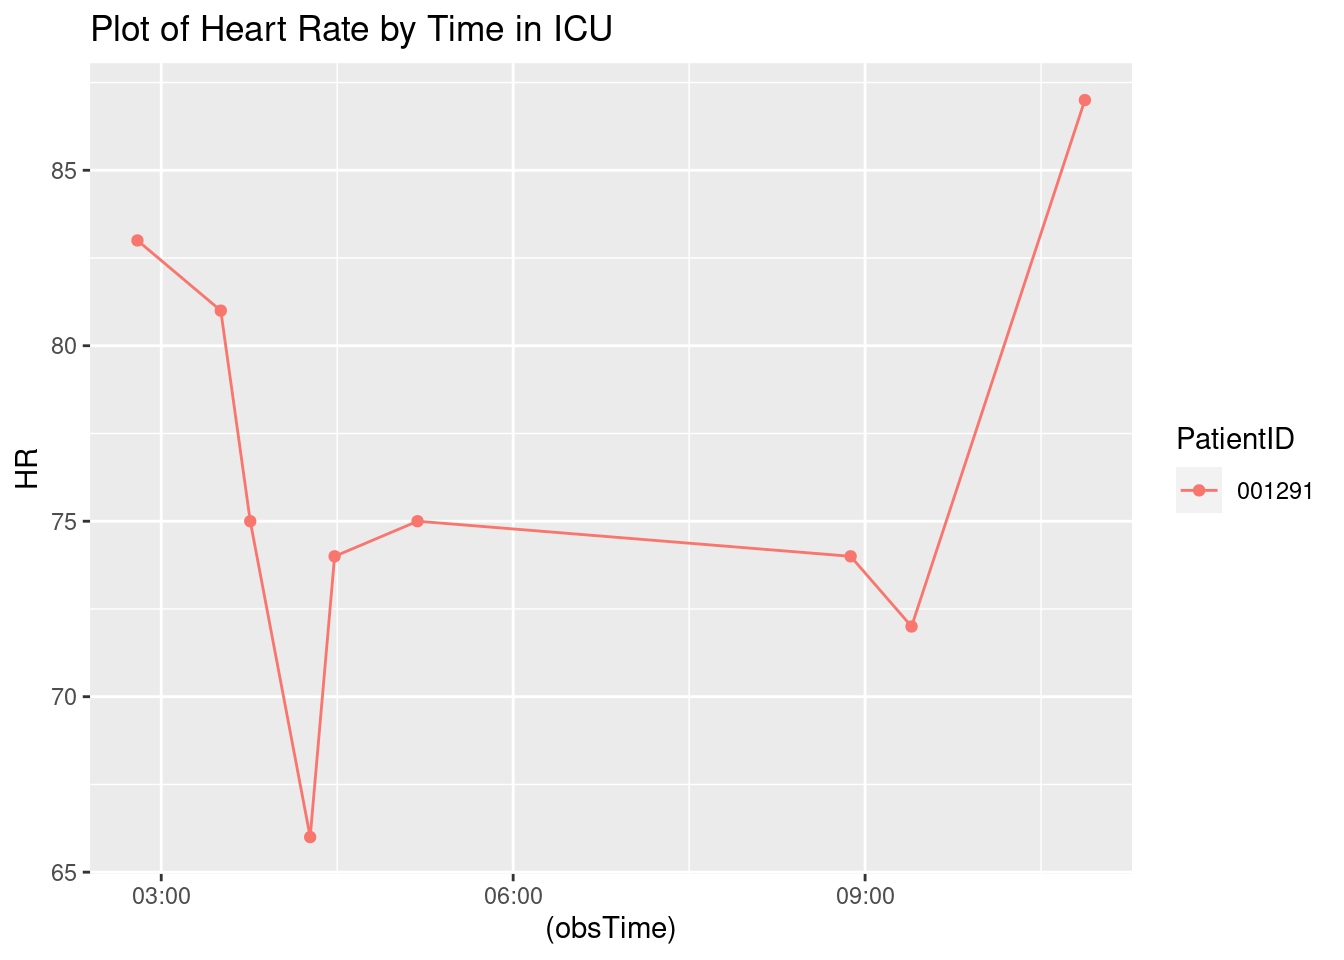 Plot of Heart Rate by Time in ICU
85
80
75
70
65
HR
03:00 06:00 09:00
(obsTime)
PatientID
001291